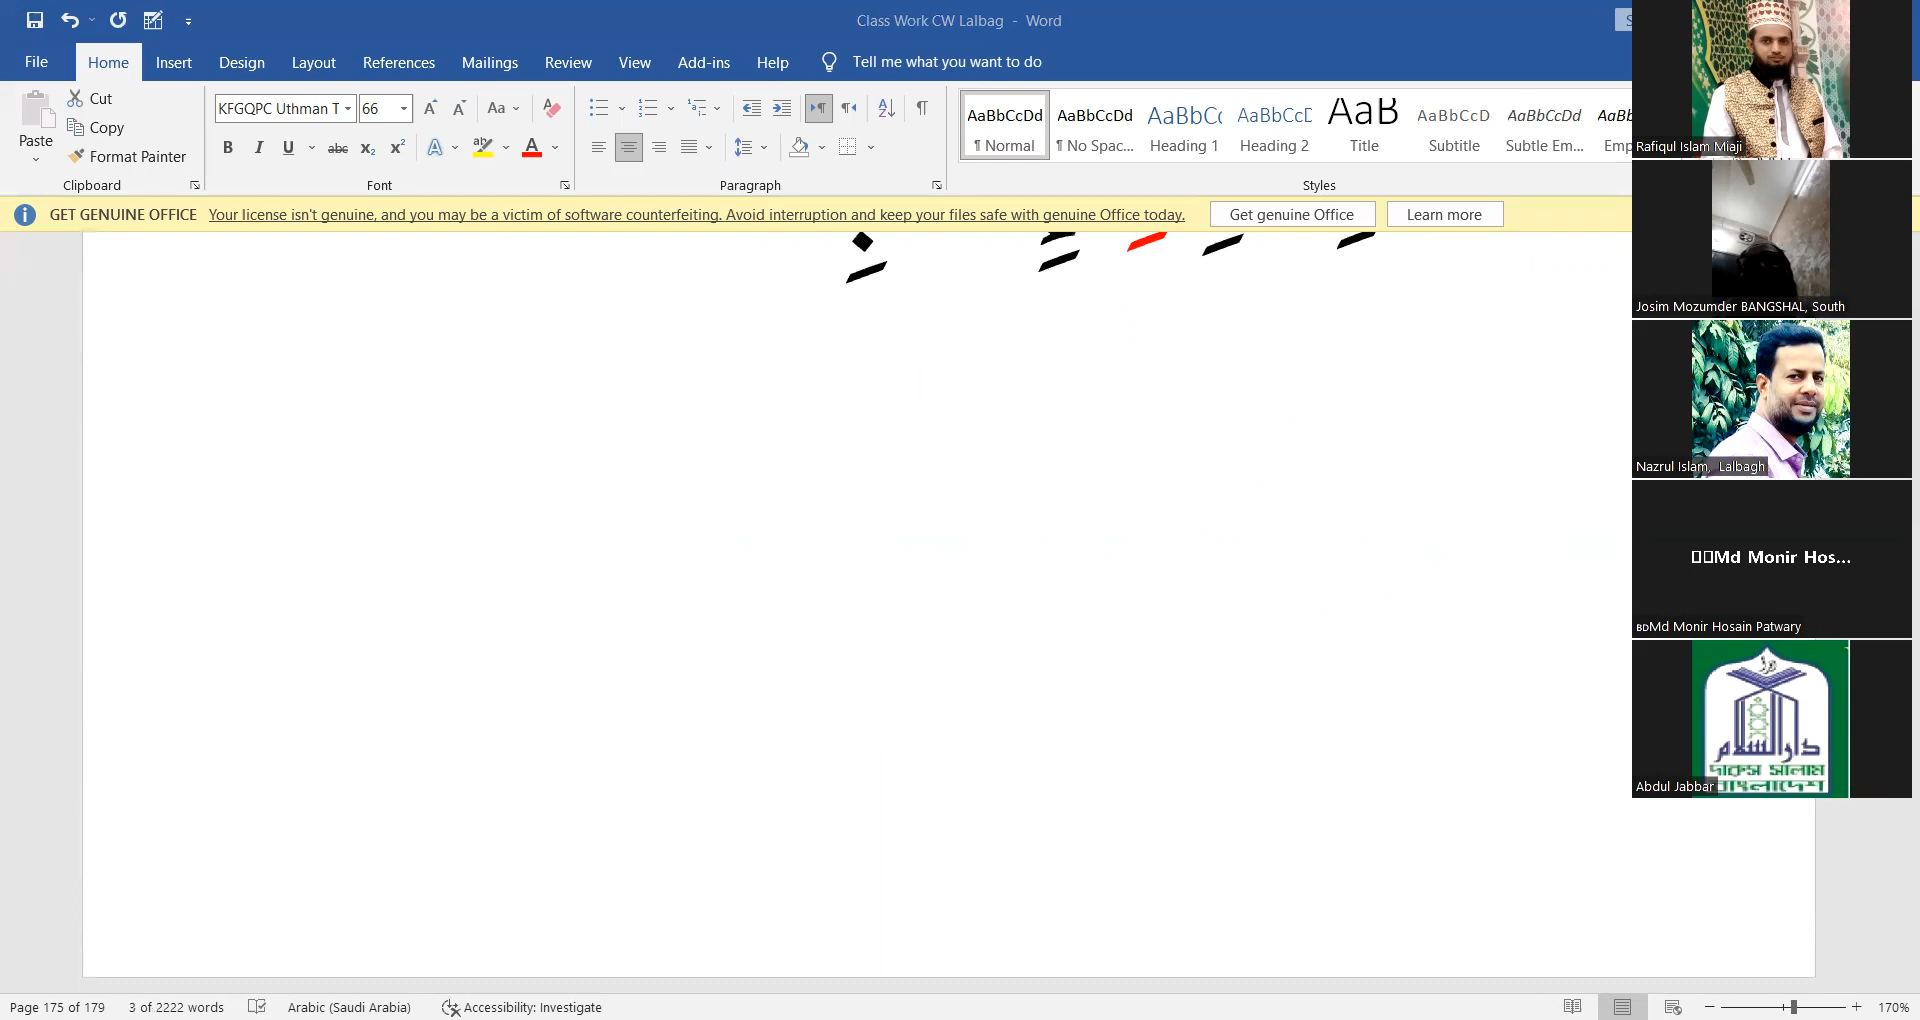 Class Work CW Lalbag - Word
File Home Insert Design Layout References Mailings Review View Add-ins Help Tell me what you want to do
Paste
Cut
Copy
Format Painter
Clipboard
KFGQPC Uthman T 66
Font
Paragraph
AaBbCcDd
¶ Normal
AaBbCcDd
¶ No Spac...
AaBbCc
Heading 1
AaBbCcD
Heading 2
AaB
Title
AaBbCcD
Subtitle
AaBbCcDd
Subtle Em...
Styles
GET GENUINE OFFICE Your license isn't genuine, and you may be a victim of software counterfeiting. Avoid interruption and keep your files safe with genuine Office today. Get genuine Office Learn more
Rafiqul Islam Miaji
Josim Mozumder BANGSHAL, South
Nazrul Islam, Lalbagh
Md Monir Hos...
BDMd Monir Hosain Patwary
دار السلام
দারুস সালাম
বাংলাদেশ
Abdul Jabbar
Page 175 of 179 3 of 2222 words Arabic (Saudi Arabia) Accessibility: Investigate 170%